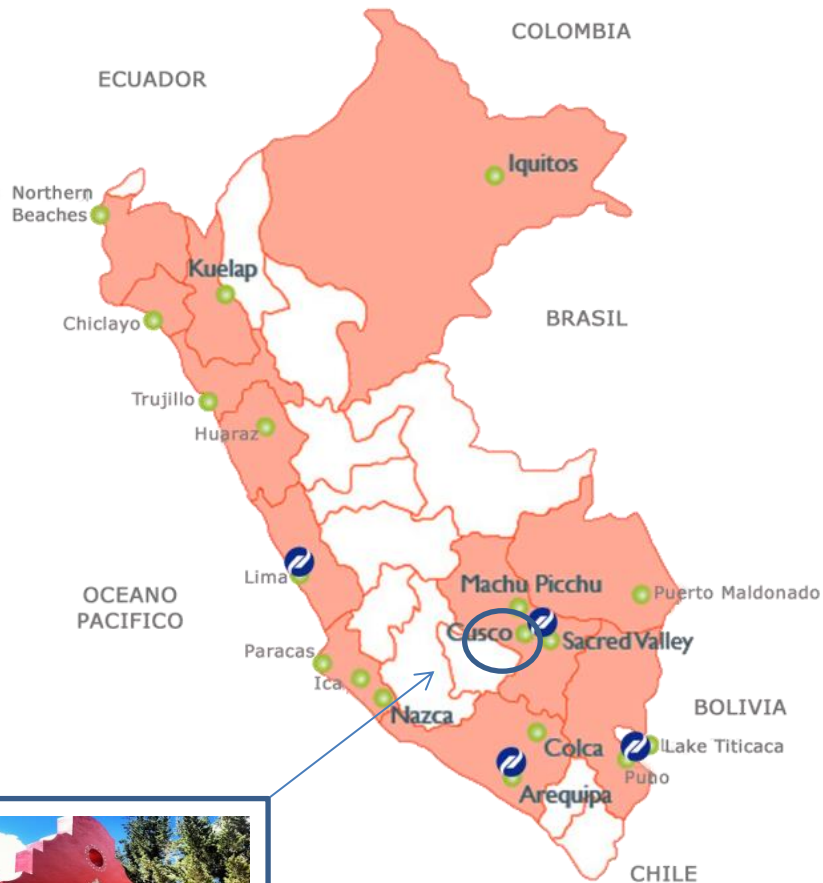 COLOMBIA
ECUADOR
Iquitos
Northern
Beaches
Kuelap
Chiclayo
BRASIL
Trujillo
Huaraz
Lima
OCEANO
PACIFICO
Machu Picchu
Puerto Maldonado
Cusco
Sacred Valley
Paracas
Ica
Nazca
BOLIVIA
Colca
Lake Titicaca
Puno
Arequipa
CHILE